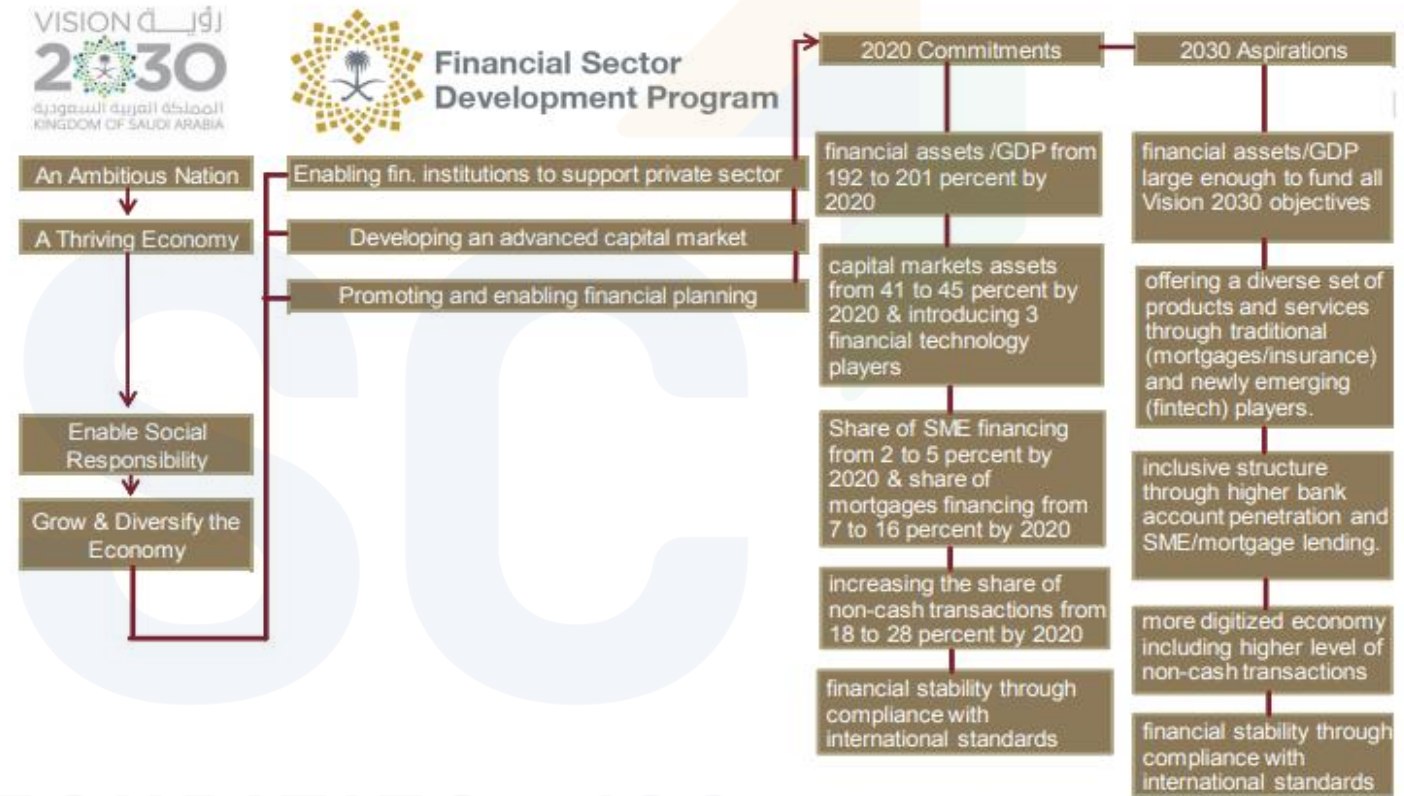 VISION رؤية
2030
المملكة العربية السعودية
KINGDOM OF SAUDI ARABIA
Financial Sector
Development Program
An Ambitious Nation
A Thriving Economy
Enable Social
Responsibility
Grow & Diversify the
Economy
Enabling fin. institutions to support private sector
Developing an advanced capital market
Promoting and enabling financial planning
2020 Commitments
financial assets /GDP from
192 to 201 percent by
2020
capital markets assets
from 41 to 45 percent by
2020 & introducing 3
financial technology
players
Share of SME financing
from 2 to 5 percent by
2020 & share of
mortgages financing from
7 to 16 percent by 2020
increasing the share of
non-cash transactions from
18 to 28 percent by 2020
financial stability through
compliance with
international standards
2030 Aspirations
financial assets/GDP
large enough to fund all
Vision 2030 objectives
offering a diverse set of
products and services
through traditional
(mortgages/insurance)
and newly emerging
(fintech) players.
inclusive structure
through higher bank
account penetration and
SME/mortgage lending.
more digitized economy
including higher level of
non-cash transactions
financial stability through
compliance with
international standards
SC